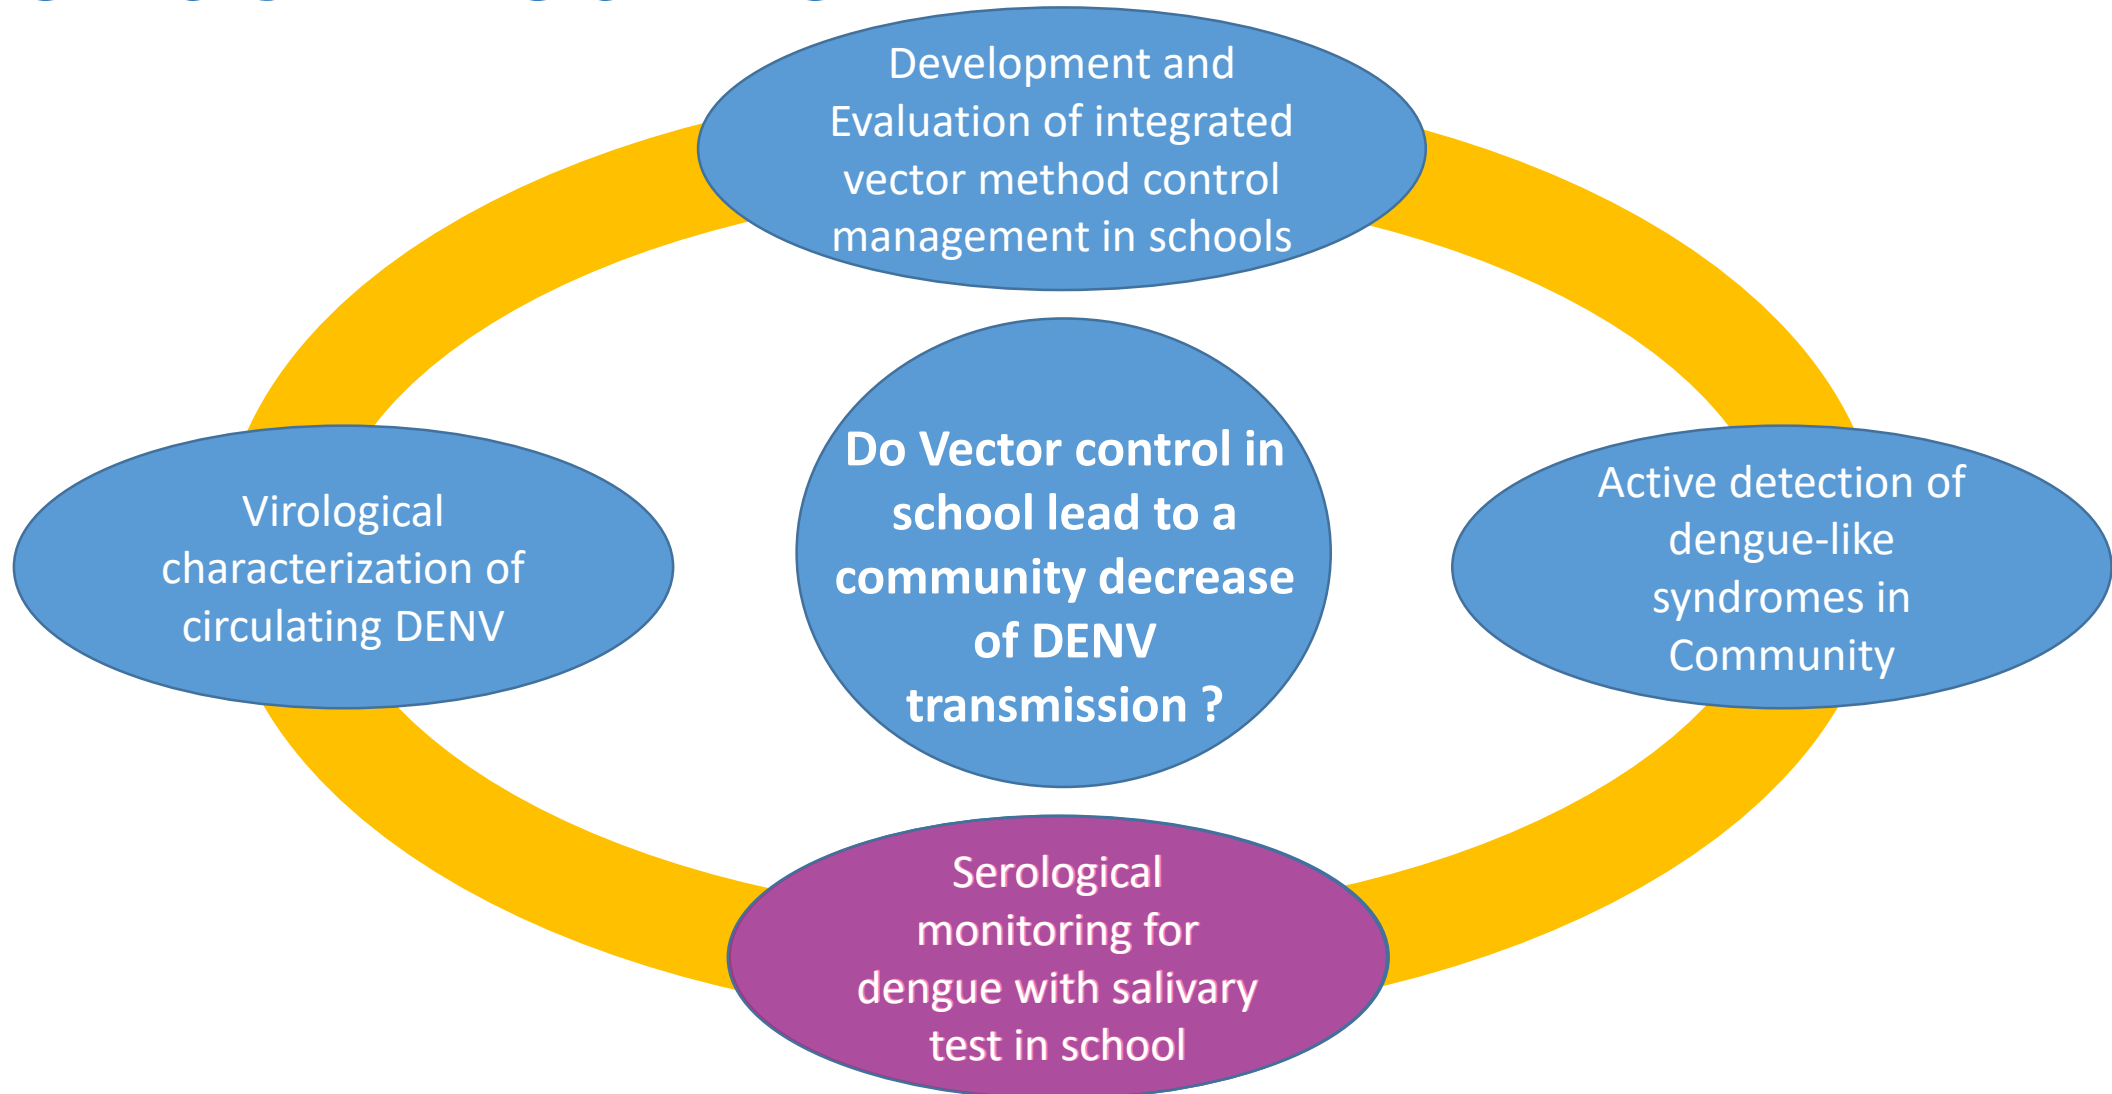 Development and
Evaluation of integrated
vector method control
management in schools
Do Vector control in
school lead to a
community decrease
of DENV
transmission ?
Virological
characterization of
circulating DENV
Active detection of
dengue-like
syndromes in
Community
Serological
monitoring for
dengue with salivary
test in school